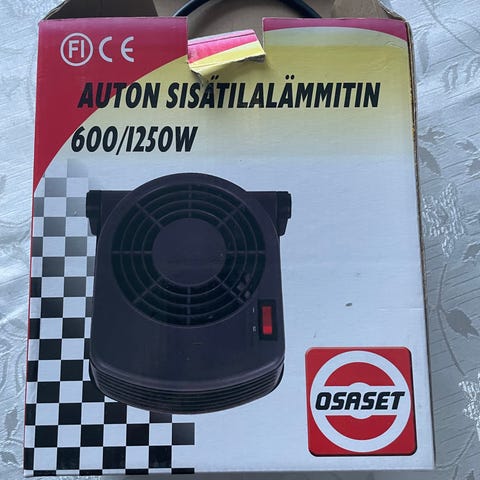 FI CE
AUTON SISÄTILALÄMMITIN
600/1250W
OSASET